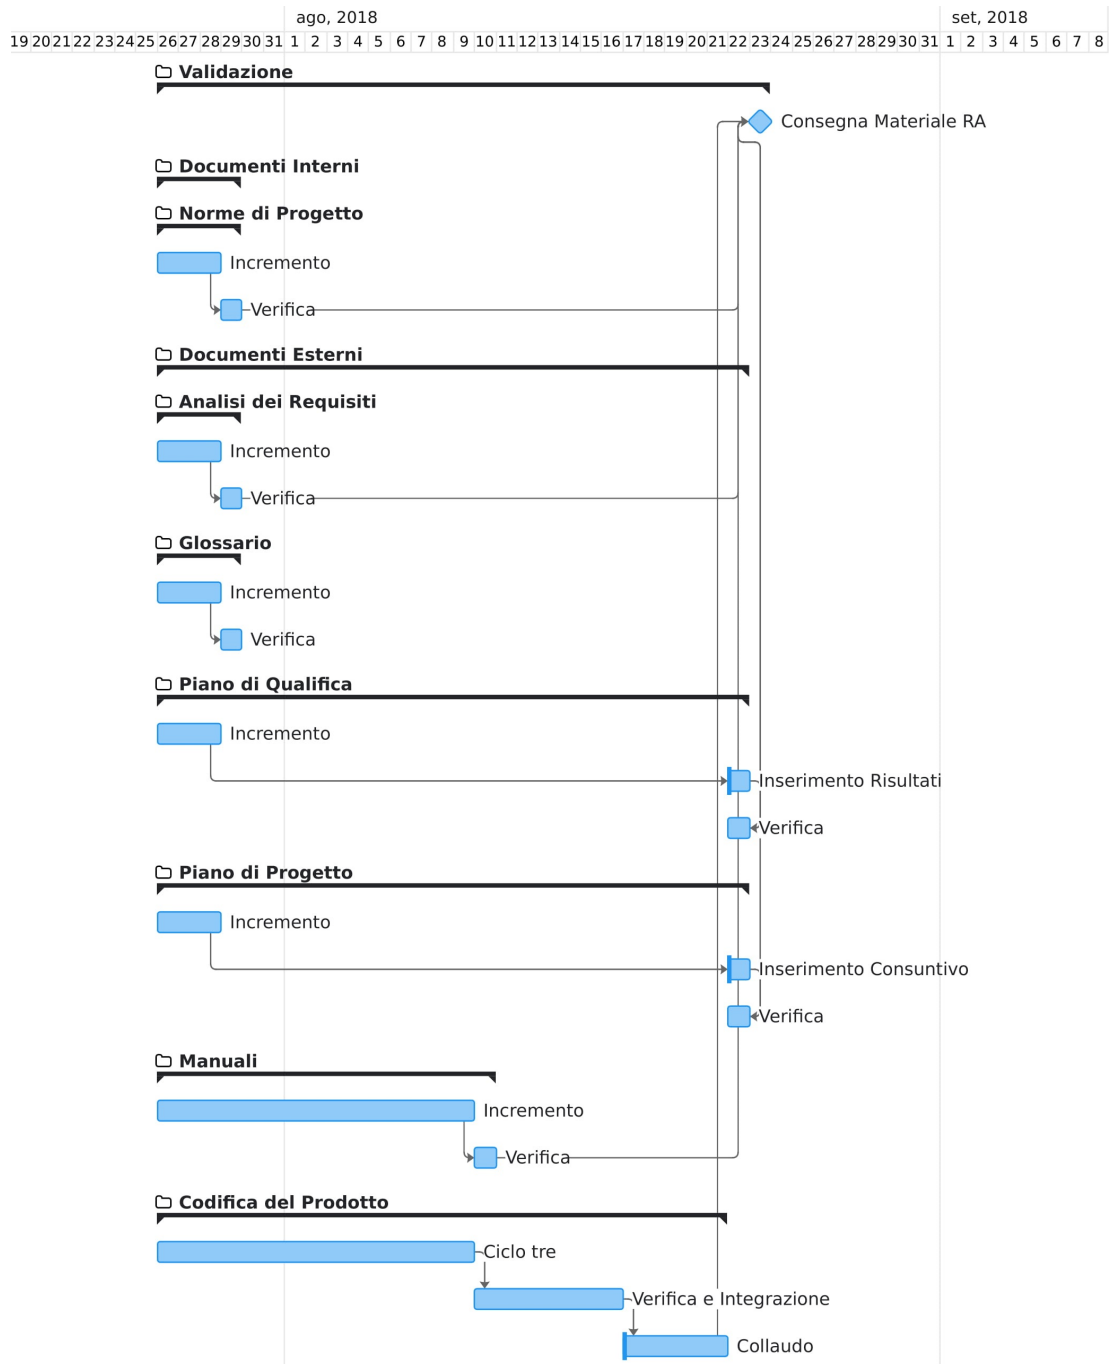 ago, 2018 set, 2018
19 20 21 22 23 24 25 26 27 28 29 30 31 1 2 3 4 5 6 7 8 9 10 11 12 13 14 15 16 17 18 19 20 21 22 23 24 25 26 27 28 29 30 31 1 2 3 4 5 6 7 8
Validazione
Consegna Materiale RA
Documenti Interni
Norme di Progetto
Incremento
Verifica
Documenti Esterni
Analisi dei Requisiti
Incremento
Verifica
Glossario
Incremento
Verifica
Piano di Qualifica
Incremento
Inserimento Risultati
Verifica
Piano di Progetto
Incremento
Inserimento Consuntivo
Verifica
Manuali
Incremento
Verifica
Codifica del Prodotto
Ciclo tre
Verifica e Integrazione
Collaudo